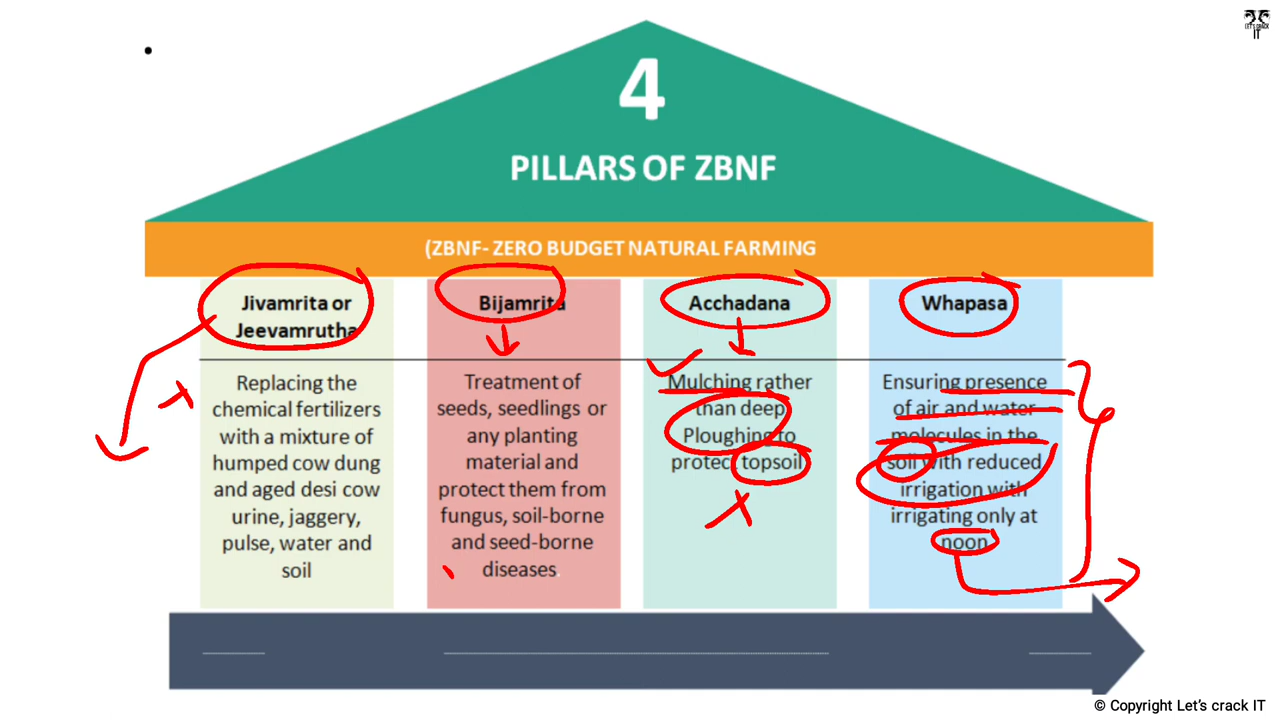 LET'S CRACK
IT
4
PILLARS OF ZBNF
(ZBNF- ZERO BUDGET NATURAL FARMING
Jivamrita or
Jeevamrutha
Replacing the
chemical fertilizers
with a mixture of
humped cow dung
and aged desi cow
urine, jaggery,
pulse, water and
soil
Bijamrita
Treatment of
seeds, seedlings or
any planting
material and
protect them from
fungus, soil-borne
and seed-borne
diseases
Acchadana
Mulching rather
than deep
Ploughing to
protect topsoil
Whapasa
Ensuring presence
of air and water
molecules in the
soil with reduced
irrigation with
irrigating only at
noon
© Copyright Let's crack IT